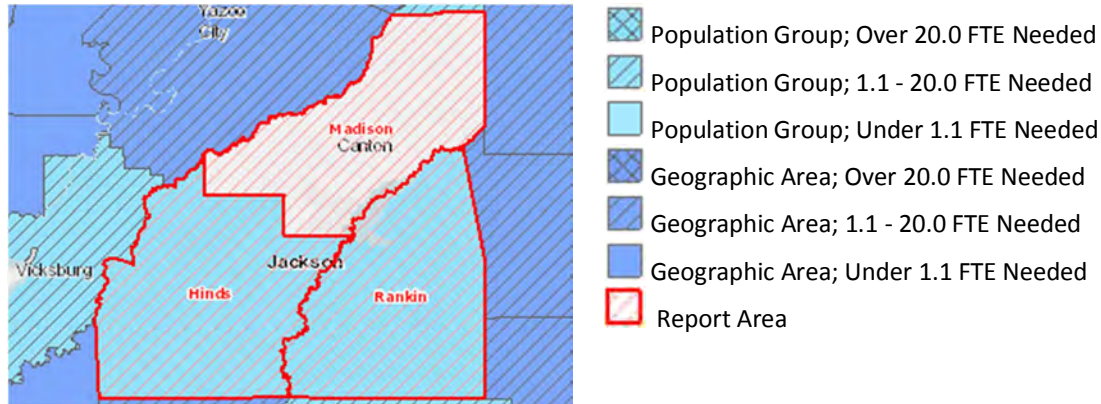 Yazoo
City
Madison
Canton
Vicksburg
Jackson
Hinds
Rankin
Population Group; Over 20.0 FTE Needed
Population Group; 1.1 - 20.0 FTE Needed
Population Group; Under 1.1 FTE Needed
Geographic Area; Over 20.0 FTE Needed
Geographic Area; 1.1 - 20.0 FTE Needed
Geographic Area; Under 1.1 FTE Needed
Report Area